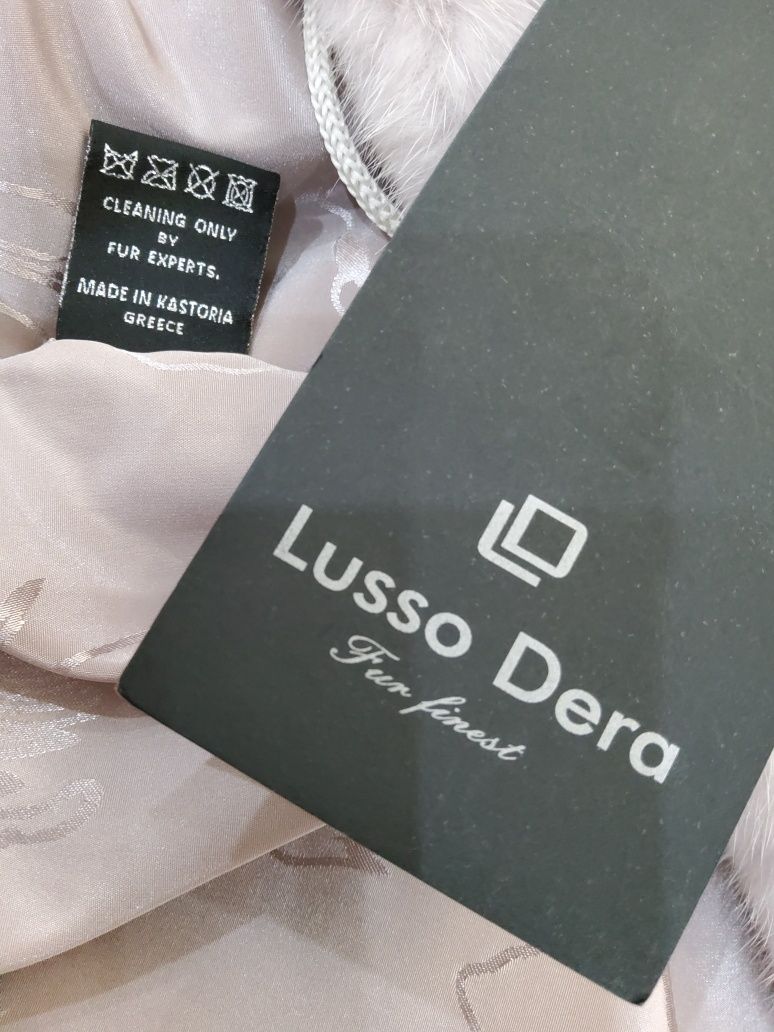 CLEANING ONLY
BY
FUR EXPERTS.
MADE IN KASTORIA
GREECE
Lusso Dera
Fur finest